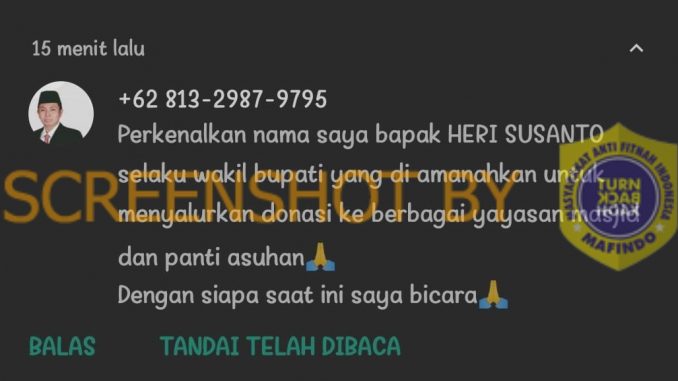 15 menit lalu
+62 813-2987-9795
Perkenalkan nama saya bapak HERI SUSANTO
selaku wakil bupati yang di amanahkan untuk
SCREENSHOT BY
menyalurkan donasi ke berbagai yayasan masjid
dan panti asuhan🙏
Dengan siapa saat ini saya bicara🙏
BALAS TANDAI TELAH DIBACA
MASYARAKAT ANTI FITNAH INDONESIA
TURN
BACK
HOAX
MAFINDO